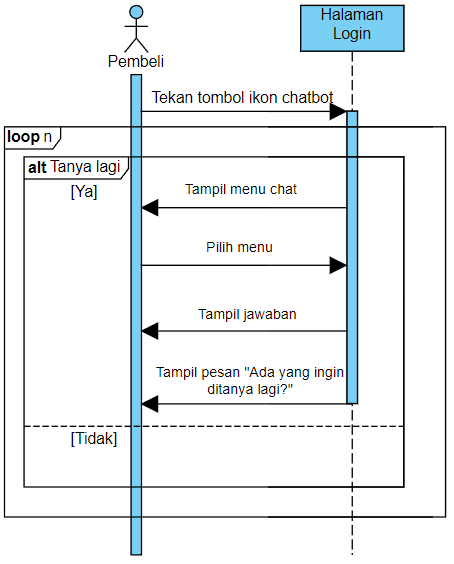 Halaman
Login
Pembeli
Tekan tombol ikon chatbot
loop n
alt Tanya lagi
[Ya]
Tampil menu chat
Pilih menu
Tampil jawaban
Tampil pesan "Ada yang ingin
ditanya lagi?"
[Tidak]